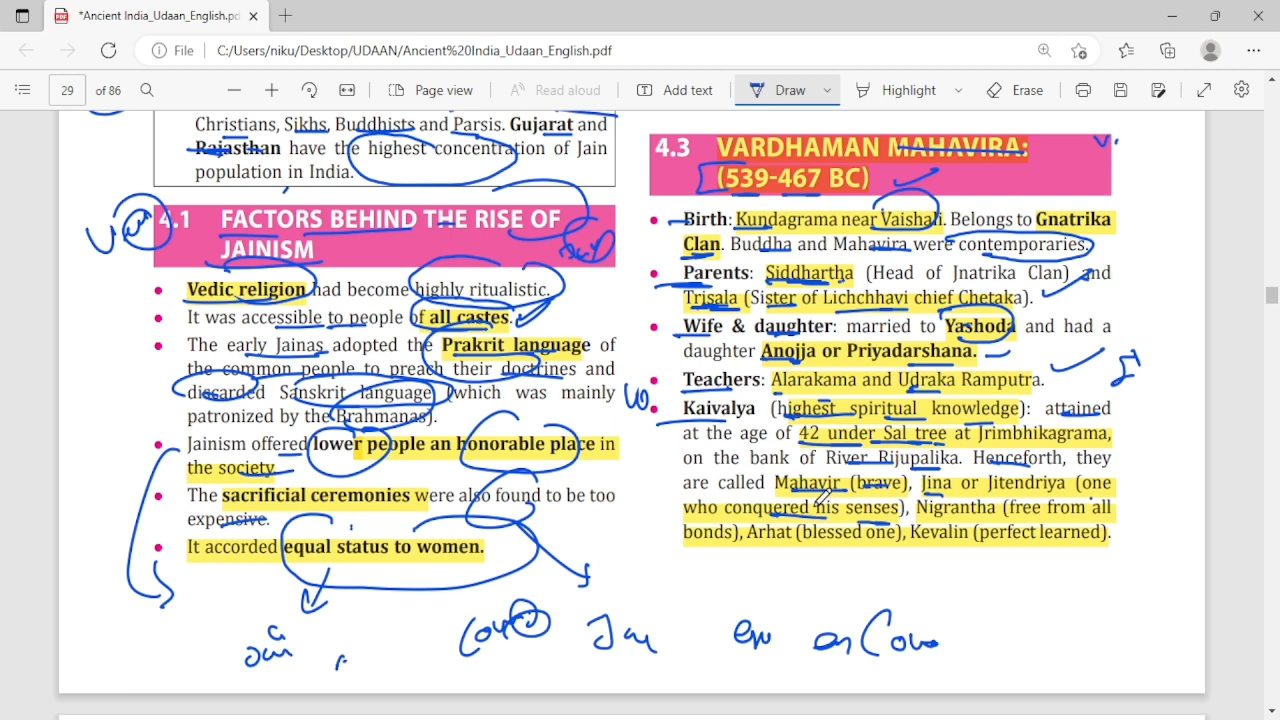 *Ancient India_Udaan_English.pd
File C:/Users/niku/Desktop/UDAAN/Ancient%20India_Udaan_English.pdf
29 of 86 Page view Read aloud Add text Draw Highlight Erase
Christians, Sikhs, Buddhists and Parsis. Gujarat and
Rajasthan have the highest concentration of Jain
population in India.
4.1 FACTORS BEHIND THE RISE OF
JAINISM
• Vedic religion had become highly ritualistic.
• It was accessible to people of all castes.
• The early Jainas adopted the Prakrit language of
the common people to preach their doctrines and
discarded Sanskrit language (which was mainly
patronized by the Brahmanas).
• Jainism offered lower people an honorable place in
the society.
• The sacrificial ceremonies were also found to be too
expensive.
• It accorded equal status to women.
4.3 VARDHAMAN MAHAVIRA:
(539-467 BC)
• Birth: Kundagrama near Vaishali. Belongs to Gnatrika
Clan. Buddha and Mahavira were contemporaries.
• Parents: Siddhartha (Head of Jnatrika Clan) and
Trisala (Sister of Lichchhavi chief Chetaka).
• Wife & daughter: married to Yashoda and had a
daughter Anojja or Priyadarshana.
• Teachers: Alarakama and Udraka Ramputra.
• Kaivalya (highest spiritual knowledge): attained
at the age of 42 under Sal tree at Jrimbhikagrama,
on the bank of River Rijupalika. Henceforth, they
are called Mahavir (brave), Jina or Jitendriya (one
who conquered his senses), Nigrantha (free from all
bonds), Arhat (blessed one), Kevalin (perfect learned).